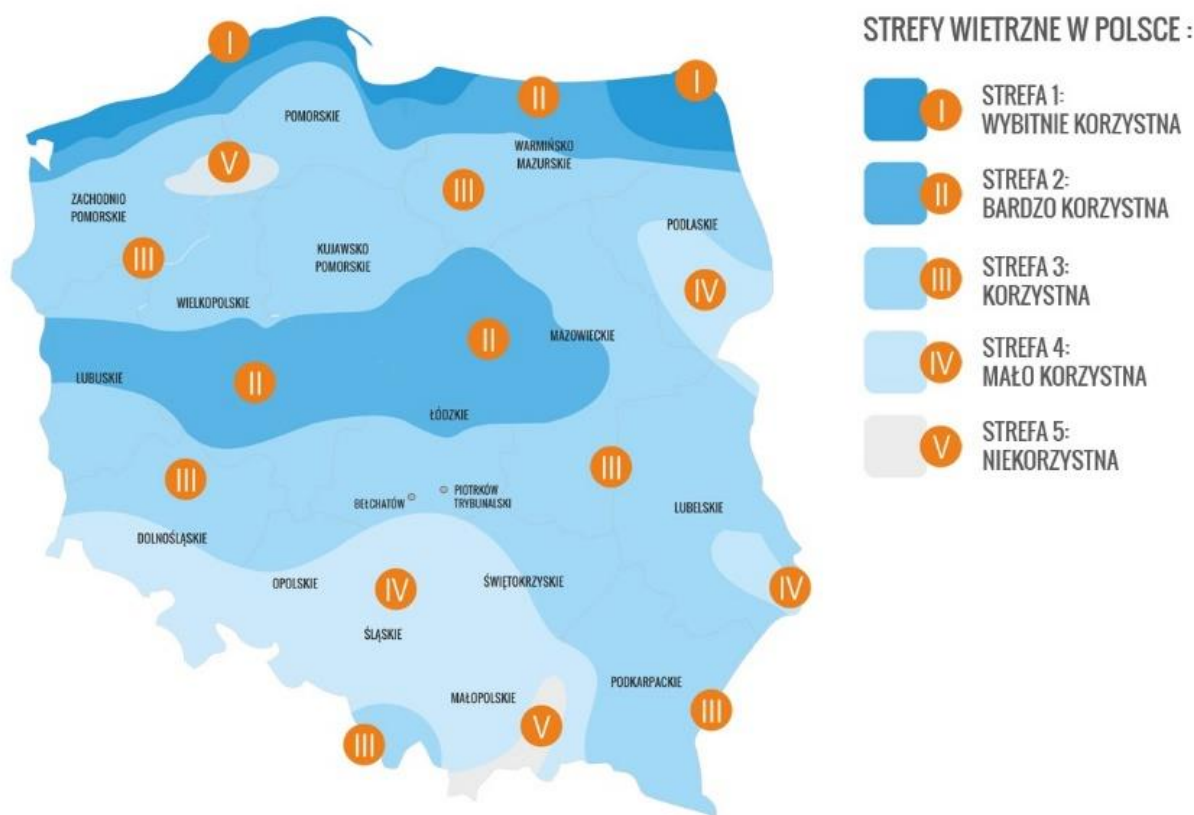 STREFY WIETRZNE W POLSCE :
I
STREFA 1:
WYBITNIE KORZYSTNA
II
STREFA 2:
BARDZO KORZYSTNA
III
STREFA 3:
KORZYSTNA
IV
STREFA 4:
MAŁO KORZYSTNA
V
STREFA 5:
NIEKORZYSTNA
I
I
II
POMORSKIE
WARMIŃSKO
MAZURSKIE
V
III
ZACHODNIO
POMORSKIE
PODLASKIE
KUJAWSKO
POMORSKIE
III
IV
WIELKOPOLSKIE
II
MAZOWIECKIE
LUBUSKIE
II
ŁÓDZKIE
III
III
BEŁCHATÓW
PIOTRKÓW
TRYBUNALSKI
LUBELSKIE
DOLNOŚLĄSKIE
OPOLSKIE
IV
ŚWIĘTOKRZYSKIE
IV
ŚLĄSKIE
PODKARPACKIE
MAŁOPOLSKIE
III
V
III